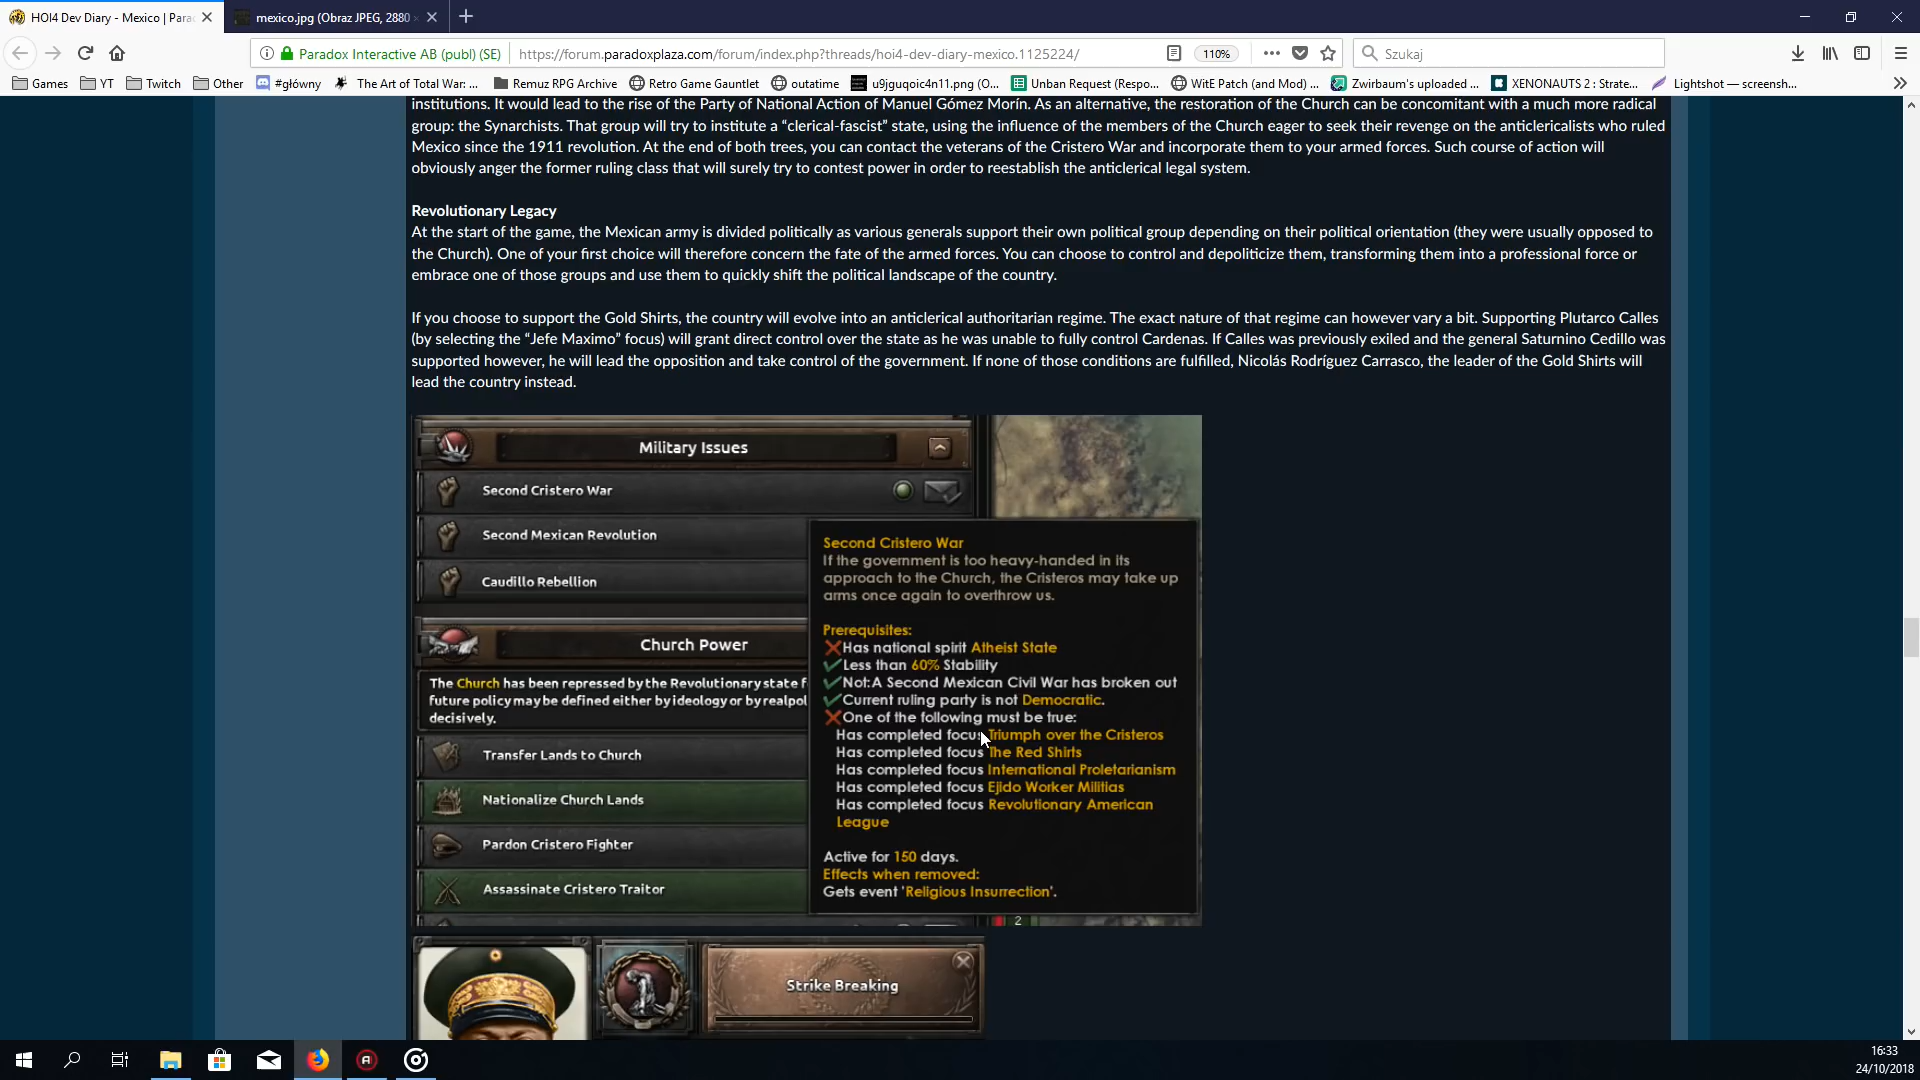 HOI4 Dev Diary - Mexico | Para
mexico.jpg (Obraz JPEG, 2880
Paradox Interactive AB (publ) (SE)
https://forum.paradoxplaza.com/forum/index.php?threads/hoi4-dev-diary-mexico.1125224/
110%
Szukaj
Games
YT
Twitch
Other
#główny
The Art of Total War: ...
Remuz RPG Archive
Retro Game Gauntlet
outatime
u9jguqoic4n11.png (O...
Unban Request (Respo...
WitE Patch (and Mod) ...
Zwirbaum's uploaded ...
XENONAUTS 2 : Strate...
Lightshot — screensh...
institutions. It would lead to the rise of the Party of National Action of Manuel Gómez Morín. As an alternative, the restoration of the Church can be concomitant with a much more radical
group: the Synarchists. That group will try to institute a “clerical-fascist” state, using the influence of the members of the Church eager to seek their revenge on the anticlericalists who ruled
Mexico since the 1911 revolution. At the end of both trees, you can contact the veterans of the Cristero War and incorporate them to your armed forces. Such course of action will
obviously anger the former ruling class that will surely try to contest power in order to reestablish the anticlerical legal system.
Revolutionary Legacy
At the start of the game, the Mexican army is divided politically as various generals support their own political group depending on their political orientation (they were usually opposed to
the Church). One of your first choice will therefore concern the fate of the armed forces. You can choose to control and depoliticize them, transforming them into a professional force or
embrace one of those groups and use them to quickly shift the political landscape of the country.
If you choose to support the Gold Shirts, the country will evolve into an anticlerical authoritarian regime. The exact nature of that regime can however vary a bit. Supporting Plutarco Calles
(by selecting the “Jefe Maximo” focus) will grant direct control over the state as he was unable to fully control Cardenas. If Calles was previously exiled and the general Saturnino Cedillo was
supported however, he will lead the opposition and take control of the government. If none of those conditions are fulfilled, Nicolás Rodríguez Carrasco, the leader of the Gold Shirts will
lead the country instead.
Military Issues
Second Cristero War
Second Mexican Revolution
Caudillo Rebellion
Church Power
The Church has been repressed by the Revolutionary state f
future policy may be defined either by ideology or by realpol
decisively.
Transfer Lands to Church
Nationalize Church Lands
Pardon Cristero Fighter
Assassinate Cristero Traitor
Second Cristero War
If the government is too heavy-handed in its
approach to the Church, the Cristeros may take up
arms once again to overthrow us.
Prerequisites:
Has national spirit Atheist State
Less than 60% Stability
Not:A Second Mexican Civil War has broken out
Current ruling party is not Democratic.
One of the following must be true:
Has completed focus Triumph over the Cristeros
Has completed focus The Red Shirts
Has completed focus International Proletarianism
Has completed focus Ejido Worker Militias
Has completed focus Revolutionary American
League
Active for 150 days.
Effects when removed:
Gets event 'Religious Insurrection'.
2
Strike Breaking
16:33
24/10/2018